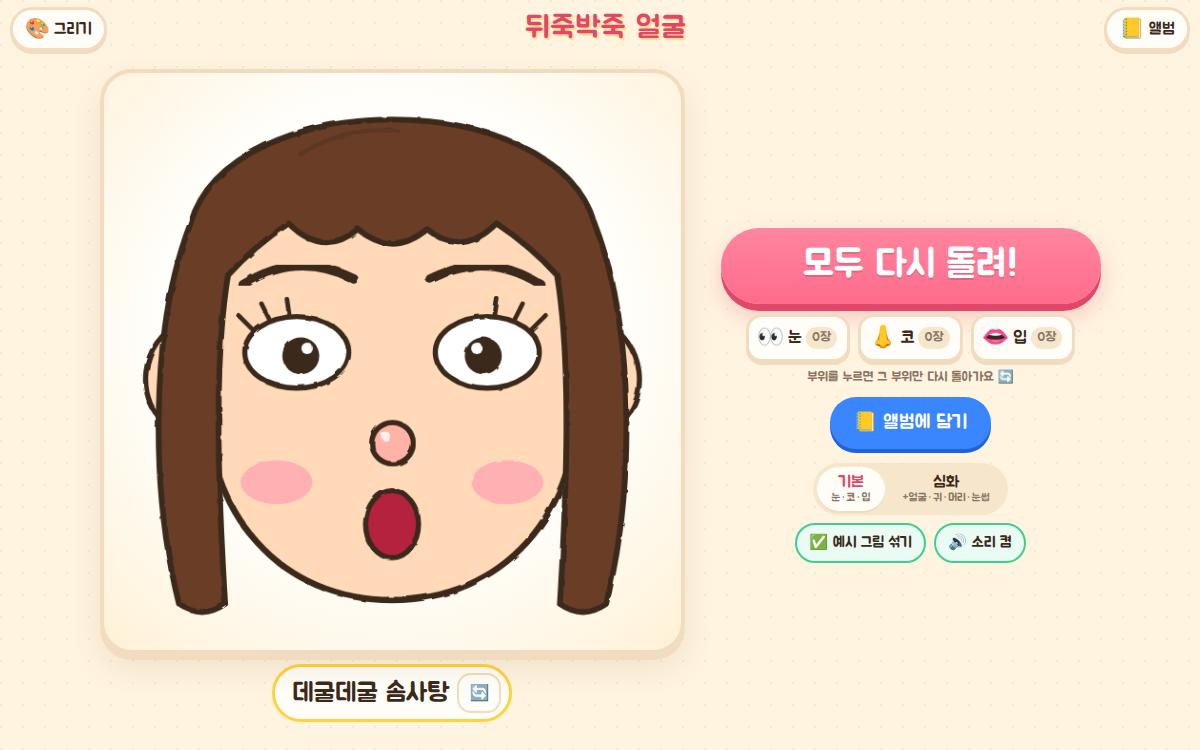 그리기
뒤죽박죽 얼굴
앨범
모두 다시 돌려!
눈 0장
코 0장
입 0장
부위를 누르면 그 부위만 다시 돌아가요
앨범에 담기
기본
눈·코·입
심화
+얼굴·귀·머리·눈썹
예시 그림 섞기
소리 켬
데굴데굴 솜사탕